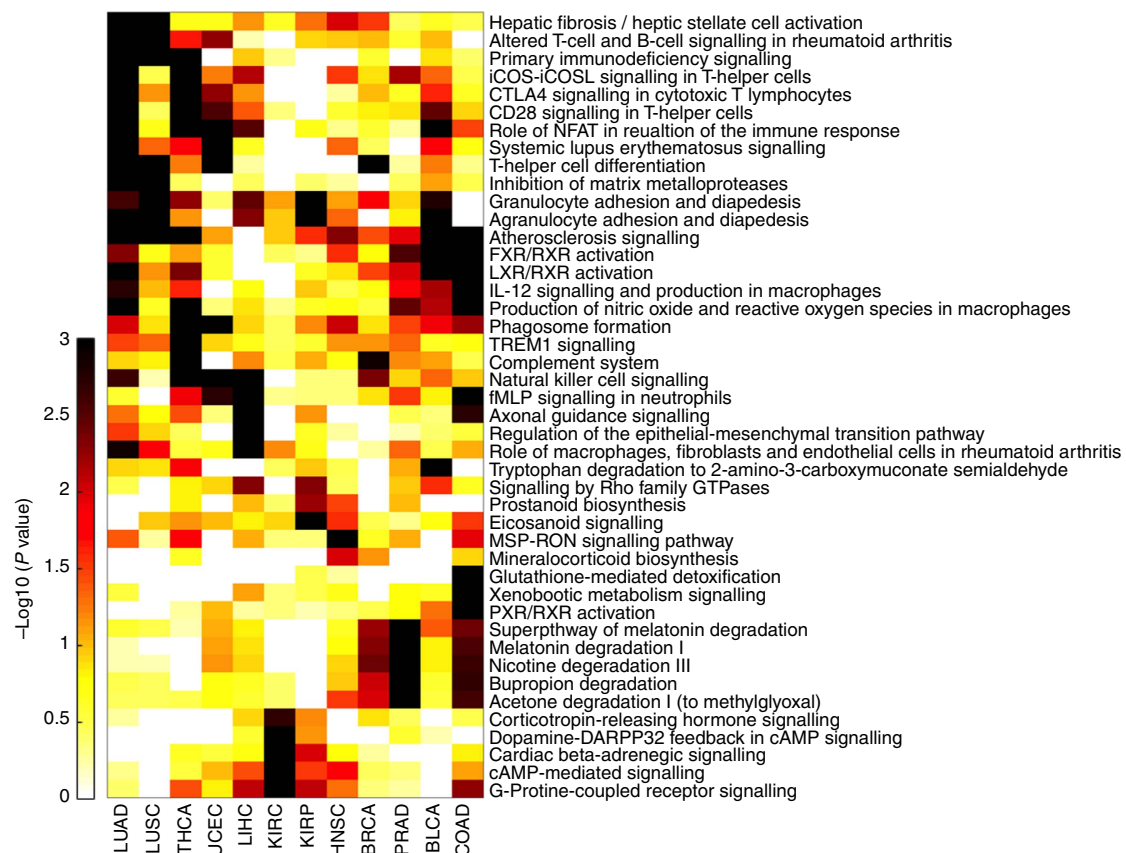 Hepatic fibrosis / heptic stellate cell activation
Altered T-cell and B-cell signalling in rheumatoid arthritis
Primary immunodeficiency signalling
iCOS-iCOSL signalling in T-helper cells
CTLA4 signalling in cytotoxic T lymphocytes
CD28 signalling in T-helper cells
Role of NFAT in reualtion of the immune response
Systemic lupus erythematosus signalling
T-helper cell differentiation
Inhibition of matrix metalloproteases
Granulocyte adhesion and diapedesis
Agranulocyte adhesion and diapedesis
Atherosclerosis signalling
FXR/RXR activation
LXR/RXR activation
IL-12 signalling and production in macrophages
Production of nitric oxide and reactive oxygen species in macrophages
Phagosome formation
TREM1 signalling
Complement system
Natural killer cell signalling
fMLP signalling in neutrophils
Axonal guidance signalling
Regulation of the epithelial-mesenchymal transition pathway
Role of macrophages, fibroblasts and endothelial cells in rheumatoid arthritis
Tryptophan degradation to 2-amino-3-carboxymuconate semialdehyde
Signalling by Rho family GTPases
Prostanoid biosynthesis
Eicosanoid signalling
MSP-RON signalling pathway
Mineralocorticoid biosynthesis
Glutathione-mediated detoxification
Xenobootic metabolism signalling
PXR/RXR activation
Superpthway of melatonin degradation
Melatonin degradation I
Nicotine degeradation III
Bupropion degradation
Acetone degradation I (to methylglyoxal)
Corticotropin-releasing hormone signalling
Dopamine-DARPP32 feedback in cAMP signalling
Cardiac beta-adrenegic signalling
cAMP-mediated signalling
G-Protine-coupled receptor signalling
3
2.5
2
1.5
1
0.5
0
–Log10 (P value)
LUAD
LUSC
THCA
UCEC
LIHC
KIRC
KIRP
HNSC
BRCA
PRAD
BLCA
COAD